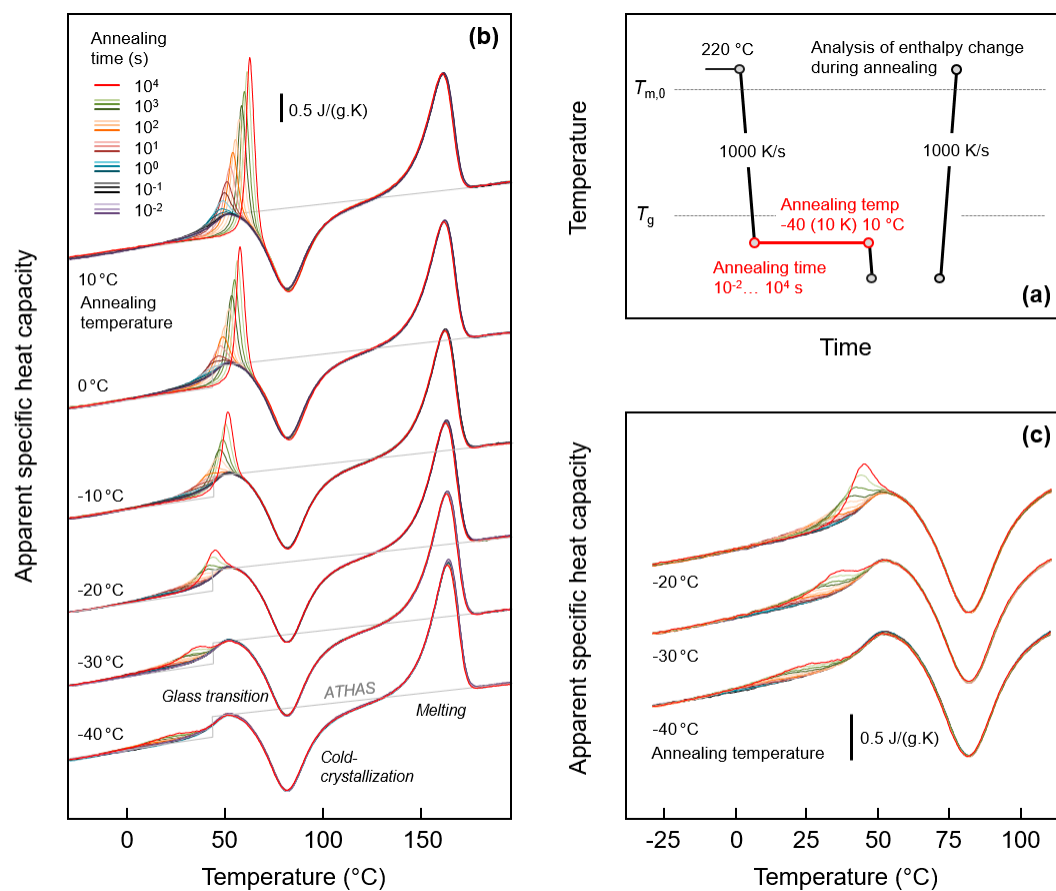 (b)
Annealing
time (s)
10⁴
10³
10²
10¹
10⁰
10⁻¹
10⁻²
0.5 J/(g.K)
10 °C
Annealing
temperature
0 °C
-10 °C
-20 °C
-30 °C
-40 °C
Glass transition
ATHAS
Melting
Cold-
crystallization
Apparent specific heat capacity
0
50
100
150
Temperature (°C)
220 °C
Analysis of enthalpy change
during annealing
Tm,0
1000 K/s
1000 K/s
Tg
Annealing temp
-40 (10 K) 10 °C
Annealing time
10⁻²… 10⁴ s
(a)
Temperature
Time
(c)
-20 °C
-30 °C
-40 °C
Annealing temperature
0.5 J/(g.K)
Apparent specific heat capacity
-25
0
25
50
75
100
Temperature (°C)